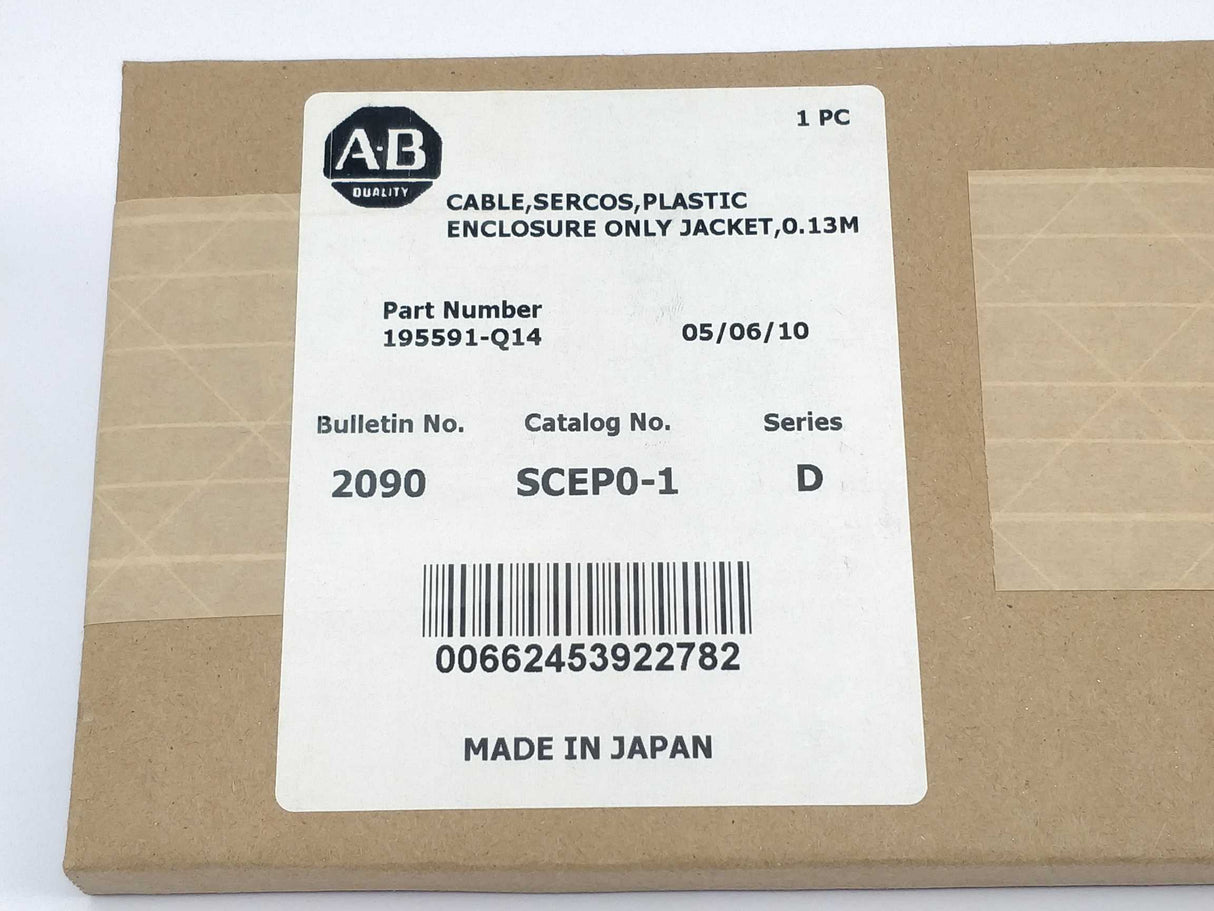 A·B
QUALITY
1 PC
CABLE,SERCOS,PLASTIC
ENCLOSURE ONLY JACKET,0.13M
Part Number
195591-Q14
05/06/10
Bulletin No. Catalog No. Series
2090 SCEP0-1 D
00662453922782
MADE IN JAPAN